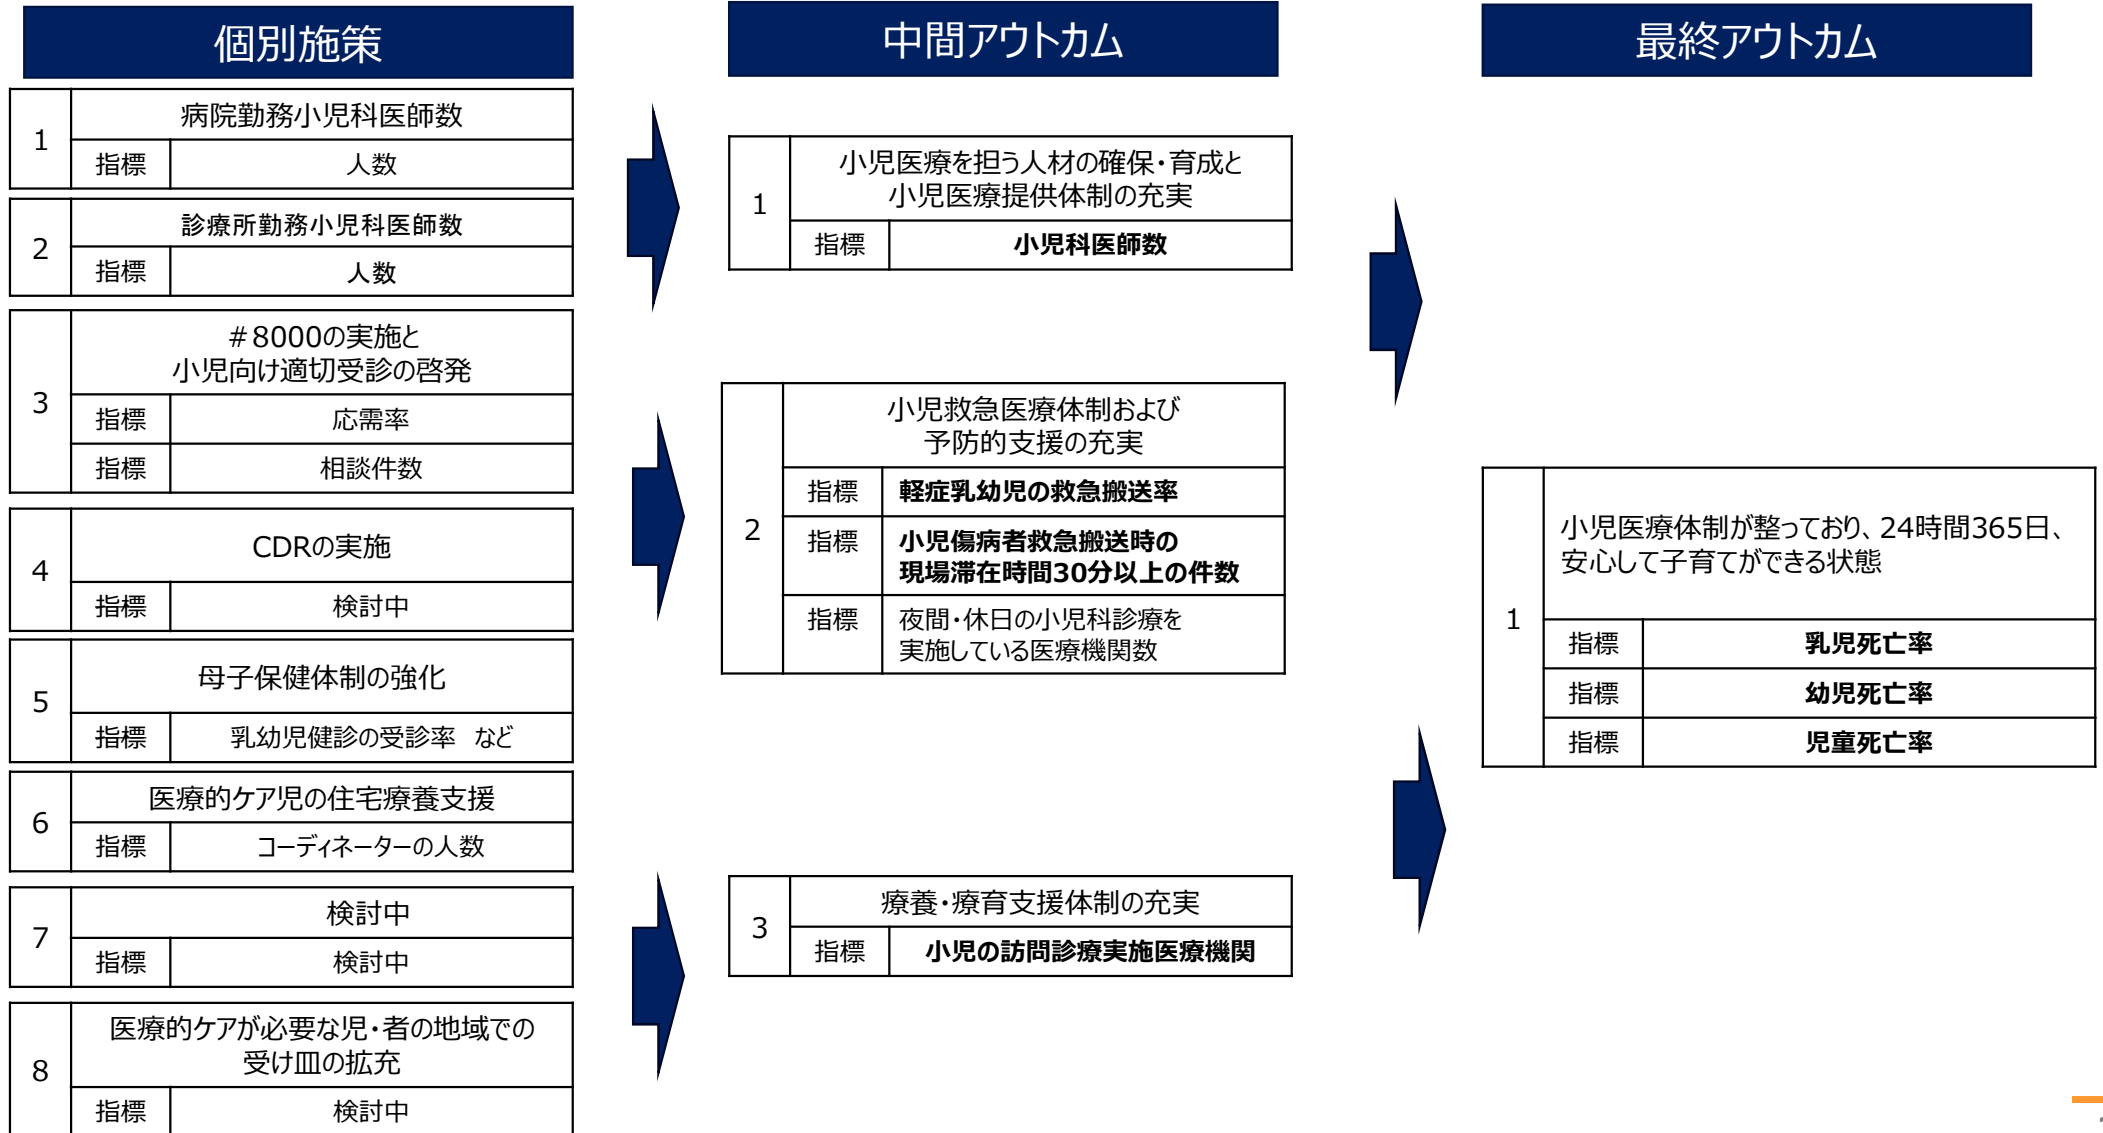 個別施策
1
病院勤務小児科医師数
指標
人数
2
診療所勤務小児科医師数
指標
人数
3
#8000の実施と
小児向け適切受診の啓発
指標
応需率
指標
相談件数
4
CDRの実施
指標
検討中
5
母子保健体制の強化
指標
乳幼児健診の受診率 など
6
医療的ケア児の住宅療養支援
指標
コーディネーターの人数
7
検討中
指標
検討中
8
医療的ケアが必要な児・者の地域での
受け皿の拡充
指標
検討中
中間アウトカム
1
小児医療を担う人材の確保・育成と
小児医療提供体制の充実
指標
小児科医師数
2
小児救急医療体制および
予防的支援の充実
指標
軽症乳幼児の救急搬送率
指標
小児傷病者救急搬送時の
現場滞在時間30分以上の件数
指標
夜間・休日の小児科診療を
実施している医療機関数
3
療養・療育支援体制の充実
指標
小児の訪問診療実施医療機関
最終アウトカム
1
小児医療体制が整っており、24時間365日、
安心して子育てができる状態
指標
乳児死亡率
指標
幼児死亡率
指標
児童死亡率